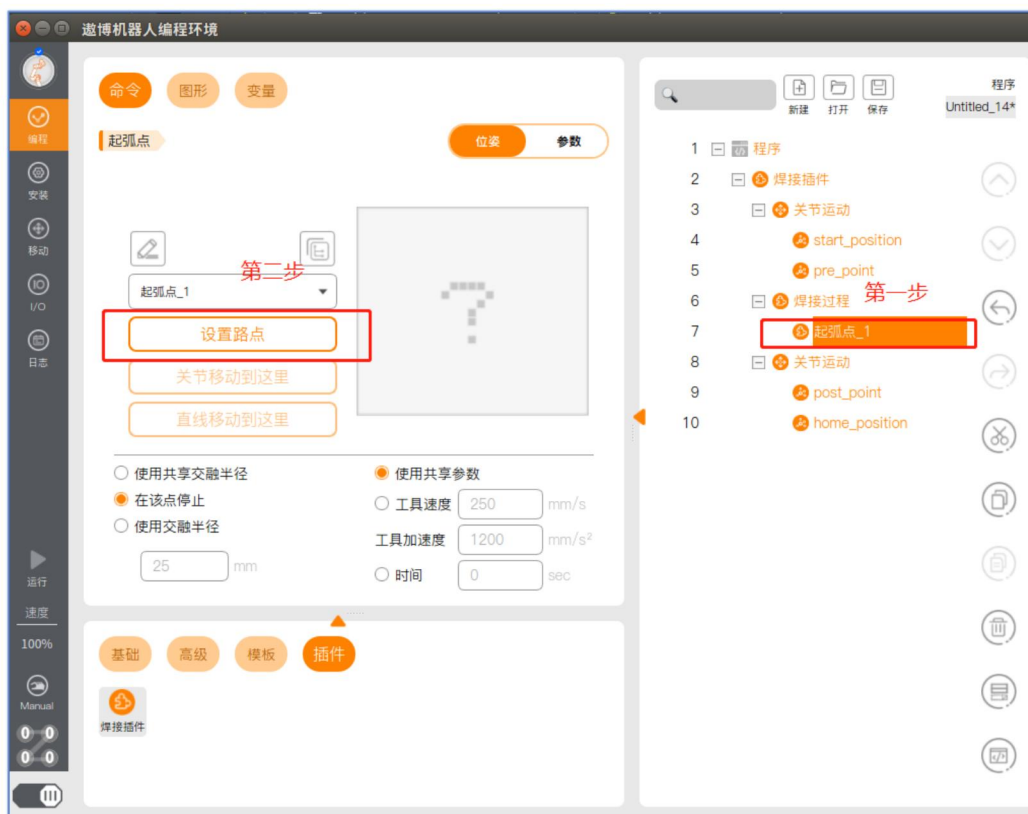 遨博机器人编程环境
编程
安装
移动
I/O
日志
运行
速度
100%
Manual
0 0
0 0
命令 图形 变量
起弧点
位姿 参数
第二步
起弧点_1
设置路点
关节移动到这里
直线移动到这里
?
使用共享交融半径
在该点停止
使用交融半径
25 mm
使用共享参数
工具速度 250 mm/s
工具加速度 1200 mm/s²
时间 0 sec
基础 高级 模板 插件
焊接插件
新建 打开 保存
程序
Untitled_14*
1 程序
2 焊接插件
3 关节运动
4 start_position
5 pre_point
6 焊接过程 第一步
7 起弧点_1
8 关节运动
9 post_point
10 home_position